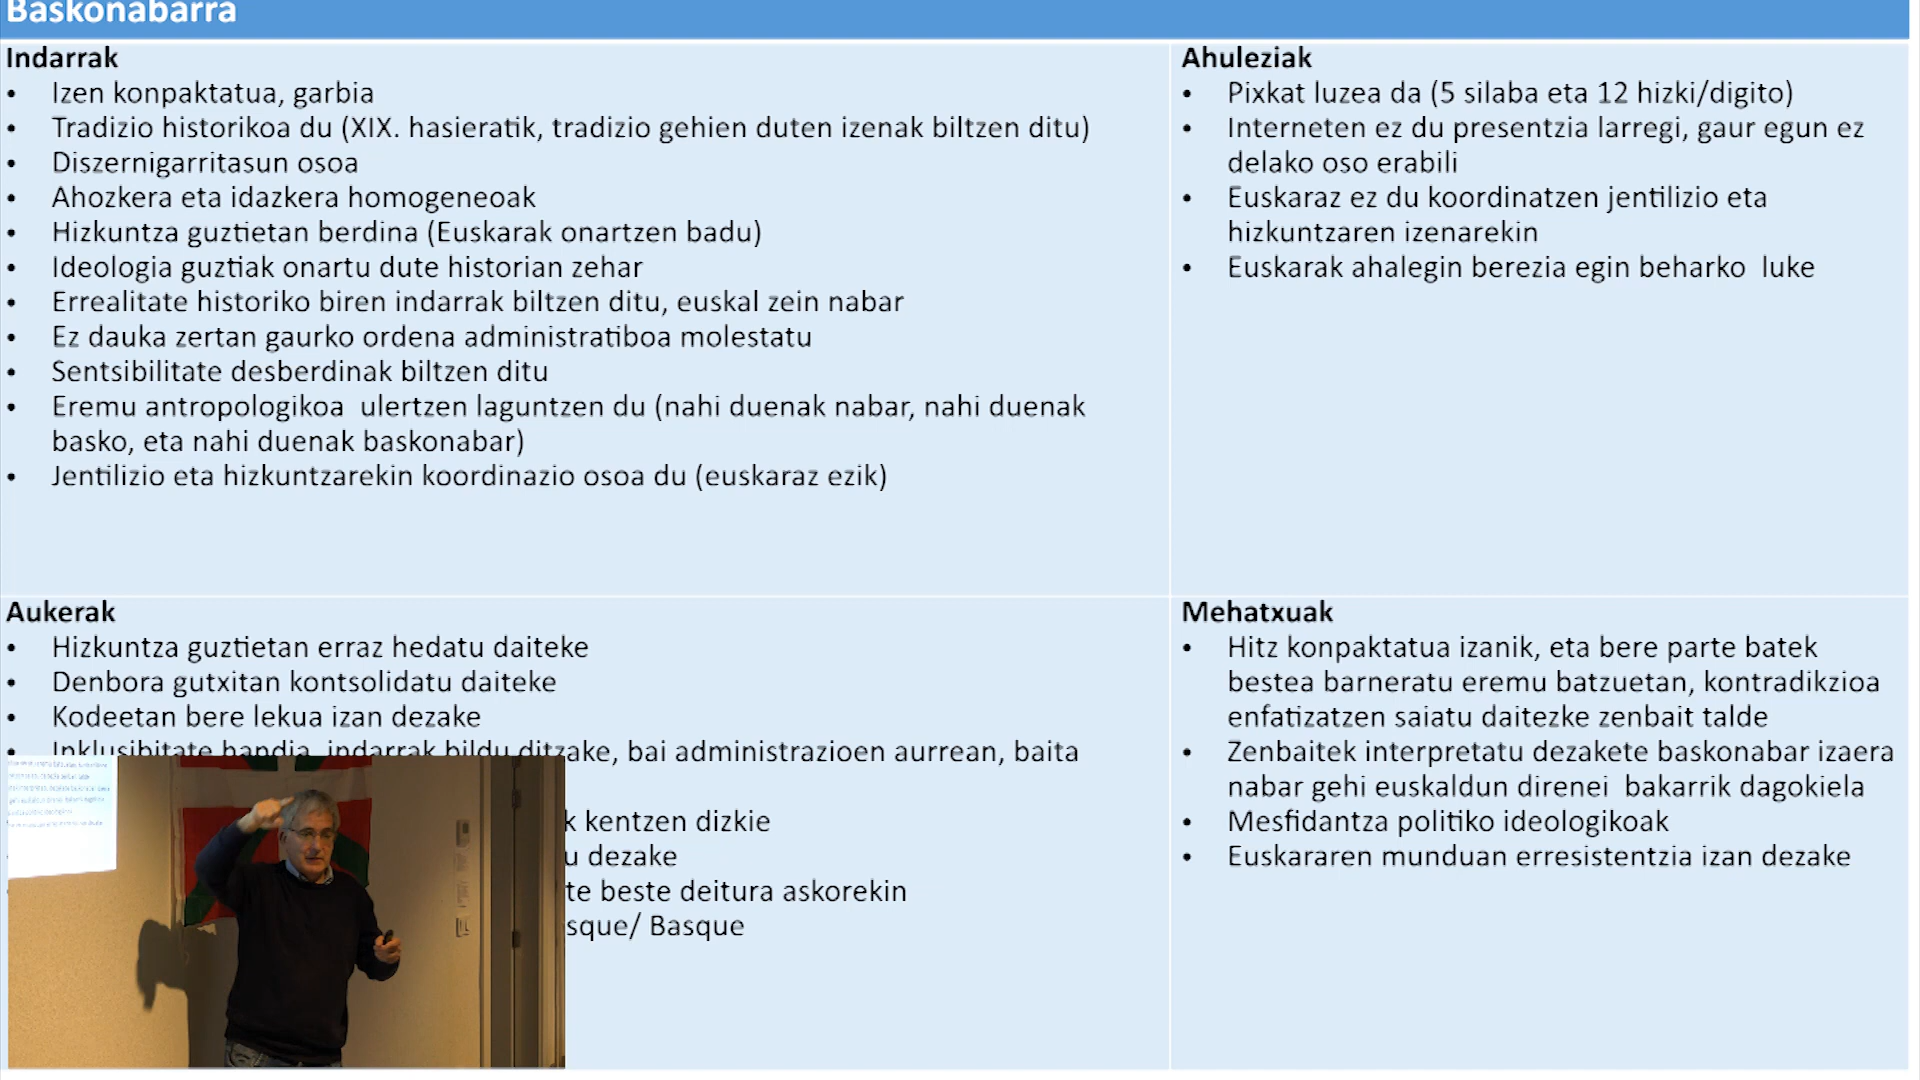 Baskonabarra
Indarrak
• Izen konpaktatua, garbia
• Tradizio historikoa du (XIX. hasieratik, tradizio gehien duten izenak biltzen ditu)
• Diszernigarritasun osoa
• Ahozkera eta idazkera homogeneoak
• Hizkuntza guztietan berdina (Euskarak onartzen badu)
• Ideologia guztiak onartu dute historian zehar
• Errealitate historiko biren indarrak biltzen ditu, euskal zein nabar
• Ez dauka zertan gaurko ordena administratiboa molestatu
• Sentsibilitate desberdinak biltzen ditu
• Eremu antropologikoa ulertzen laguntzen du (nahi duenak nabar, nahi duenak
basko, eta nahi duenak baskonabar)
• Jentilizio eta hizkuntzarekin koordinazio osoa du (euskaraz ezik)
Ahuleziak
• Pixkat luzea da (5 silaba eta 12 hizki/digito)
• Interneten ez du presentzia larregi, gaur egun ez
delako oso erabili
• Euskaraz ez du koordinatzen jentilizio eta
hizkuntzaren izenarekin
• Euskarak ahalegin berezia egin beharko luke
Aukerak
• Hizkuntza guztietan erraz hedatu daiteke
• Denbora gutxitan kontsolidatu daiteke
• Kodeetan bere lekua izan dezake
• Inklusibitate handia, indarrak bildu ditzake, bai administrazioen aurrean, baita
k kentzen dizkie
u dezake
te beste deitura askorekin
sque/ Basque
Mehatxuak
• Hitz konpaktatua izanik, eta bere parte batek
bestea barneratu eremu batzuetan, kontradikzioa
enfatizatzen saiatu daitezke zenbait talde
• Zenbaitek interpretatu dezakete baskonabar izaera
nabar gehi euskaldun direnei bakarrik dagokiela
• Mesfidantza politiko ideologikoak
• Euskararen munduan erresistentzia izan dezake